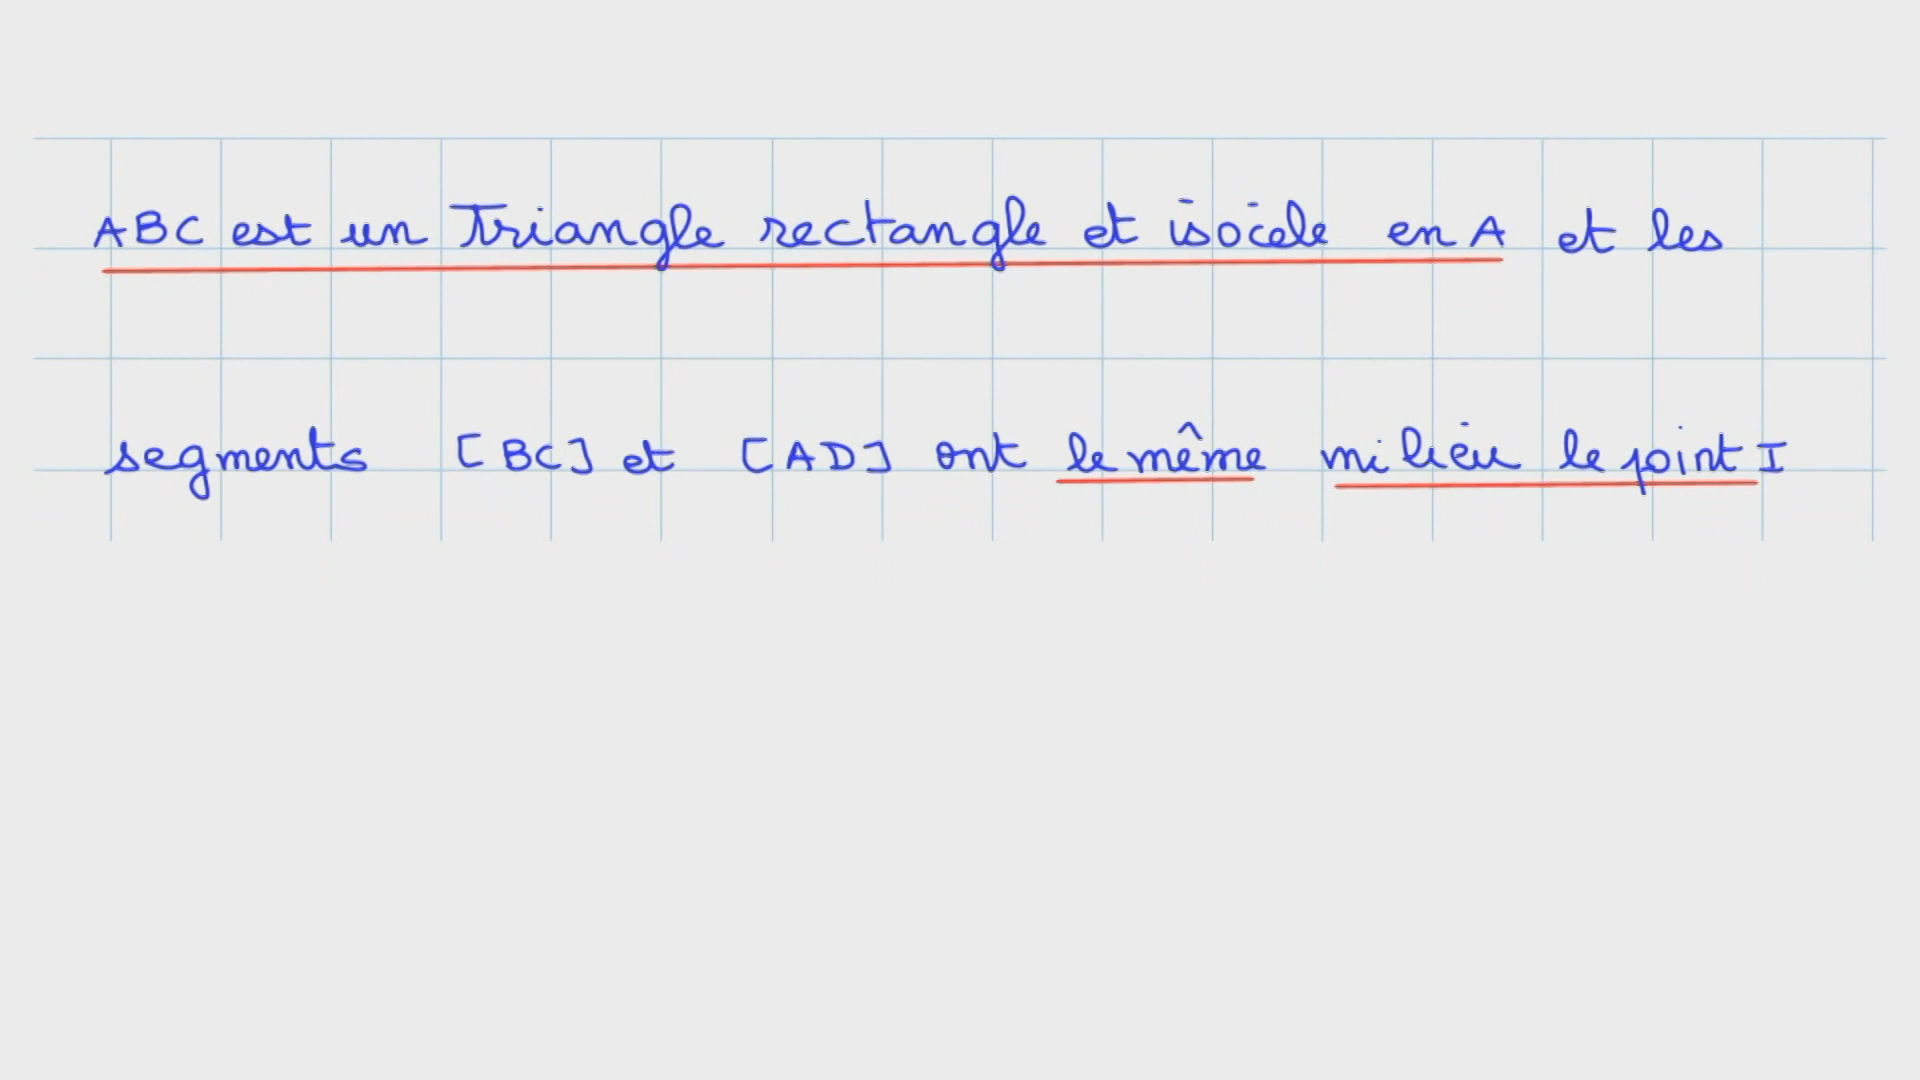 ABC est un Triangle rectangle et isocele en A et les
segments [BC] et [AD] ont le même milieu le point I